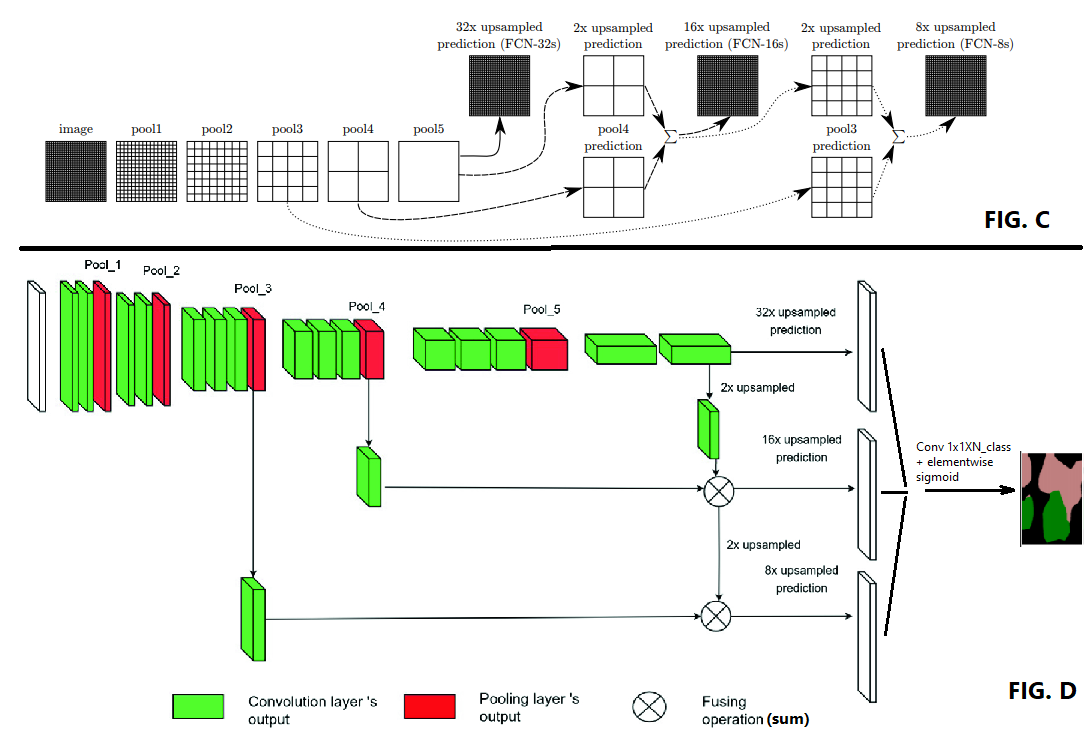 32x upsampled
prediction (FCN-32s)
2x upsampled
prediction
16x upsampled
prediction (FCN-16s)
2x upsampled
prediction
8x upsampled
prediction (FCN-8s)
image
pool1
pool2
pool3
pool4
pool5
pool4
prediction
Σ
pool3
prediction
Σ
FIG. C
Pool_1
Pool_2
Pool_3
Pool_4
Pool_5
32x upsampled
prediction
2x upsampled
16x upsampled
prediction
Conv 1x1XN_class
+ elementwise
sigmoid
2x upsampled
8x upsampled
prediction
FIG. D
Convolution layer 's
output
Pooling layer 's
output
Fusing
operation (sum)